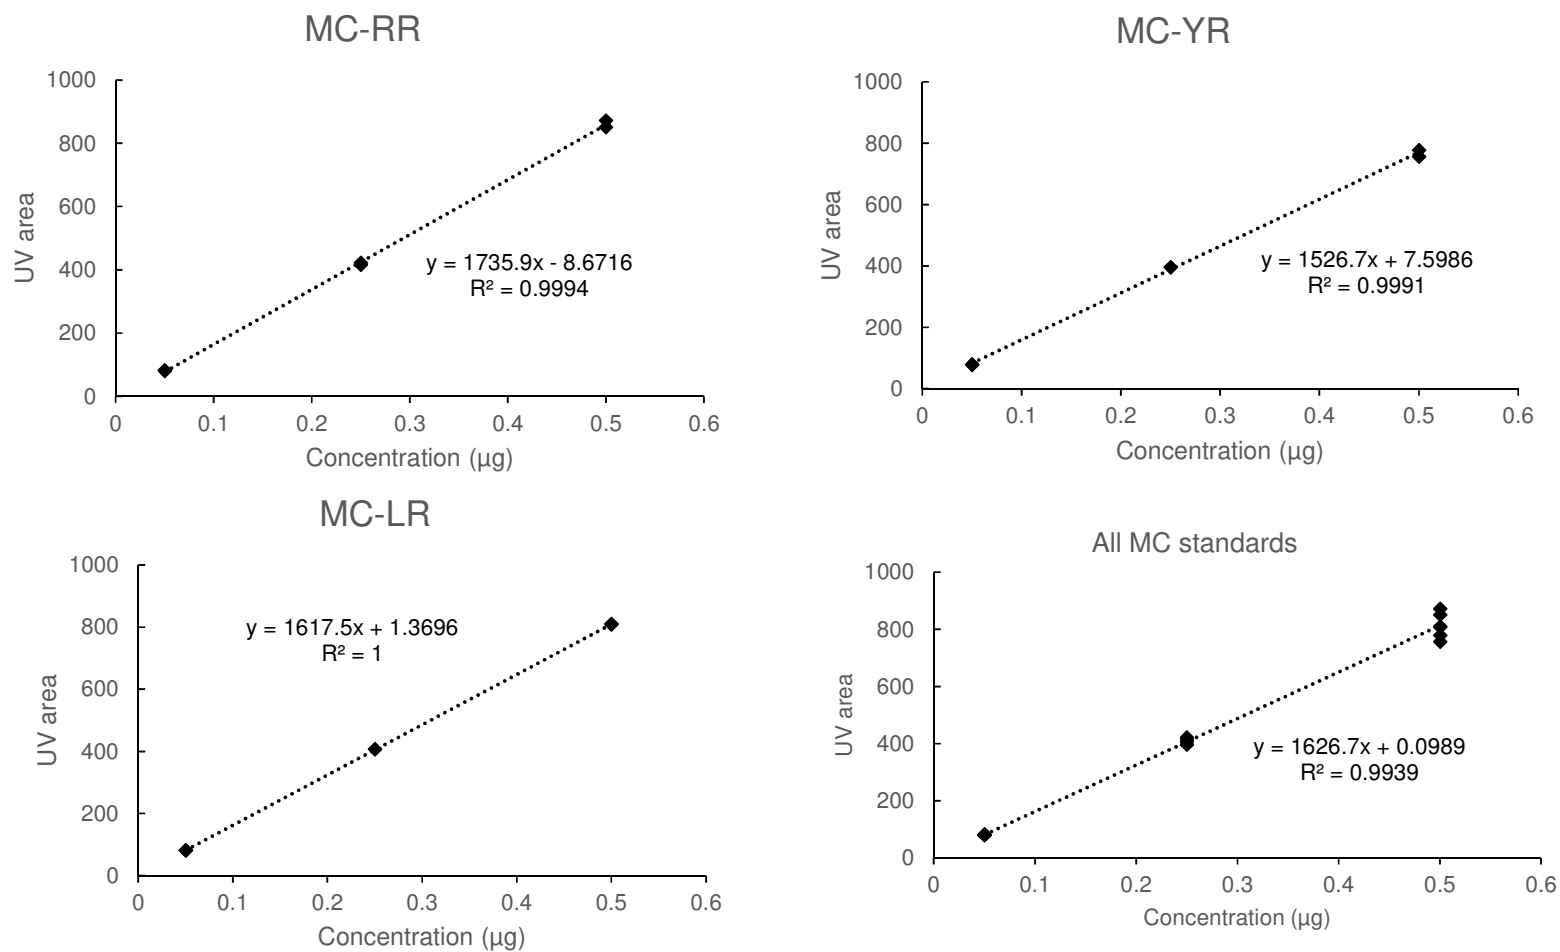 MC-RR
1000
800
600
400
200
0
UV area
y = 1735.9x - 8.6716
R² = 0.9994
0 0.1 0.2 0.3 0.4 0.5 0.6
Concentration (µg)
MC-YR
1000
800
600
400
200
0
UV area
y = 1526.7x + 7.5986
R² = 0.9991
0 0.1 0.2 0.3 0.4 0.5 0.6
Concentration (µg)
MC-LR
1000
800
600
400
200
0
UV area
y = 1617.5x + 1.3696
R² = 1
0 0.1 0.2 0.3 0.4 0.5 0.6
Concentration (µg)
All MC standards
1000
800
600
400
200
0
UV area
y = 1626.7x + 0.0989
R² = 0.9939
0 0.1 0.2 0.3 0.4 0.5 0.6
Concentration (µg)